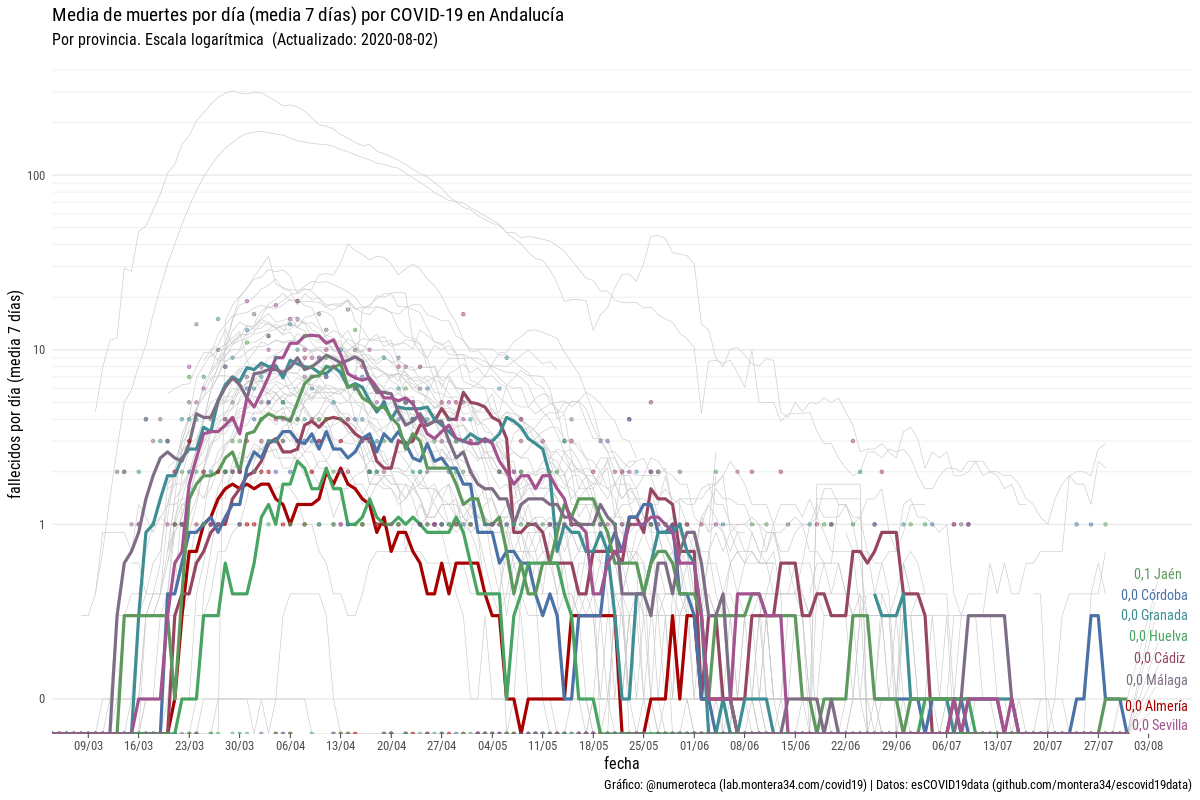 Media de muertes por día (media 7 días) por COVID-19 en Andalucía
Por provincia. Escala logarítmica (Actualizado: 2020-08-02)
fallecidos por día (media 7 días)
100
10
1
0
0,1 Jaén
0,0 Córdoba
0,0 Granada
0,0 Huelva
0,0 Cádiz
0,0 Málaga
0,0 Almería
0,0 Sevilla
09/03 16/03 23/03 30/03 06/04 13/04 20/04 27/04 04/05 11/05 18/05 25/05 01/06 08/06 15/06 22/06 29/06 06/07 13/07 20/07 27/07 03/08
fecha
Gráfico: @numeroteca (lab.montera34.com/covid19) | Datos: esCOVID19data (github.com/montera34/escovid19data)